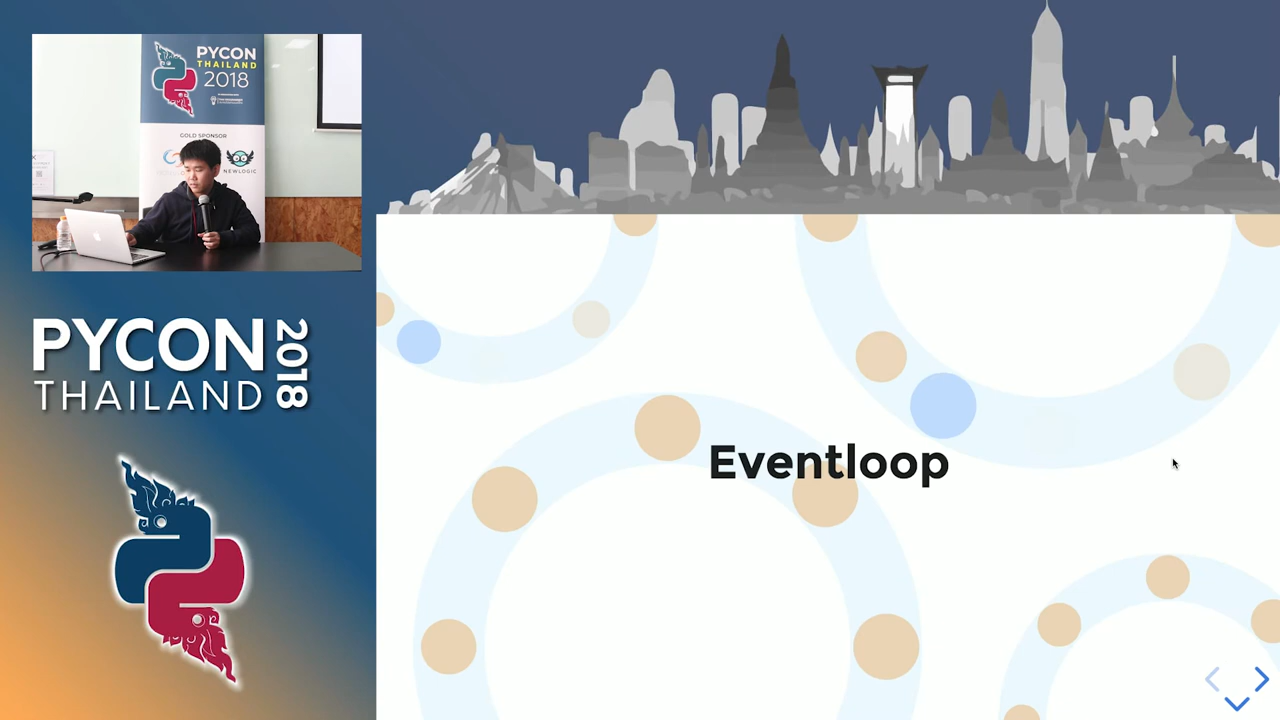 PYCON
THAILAND
2018
GOLD SPONSOR
NEWLOGIC
PYCON 2018
THAILAND
Eventloop